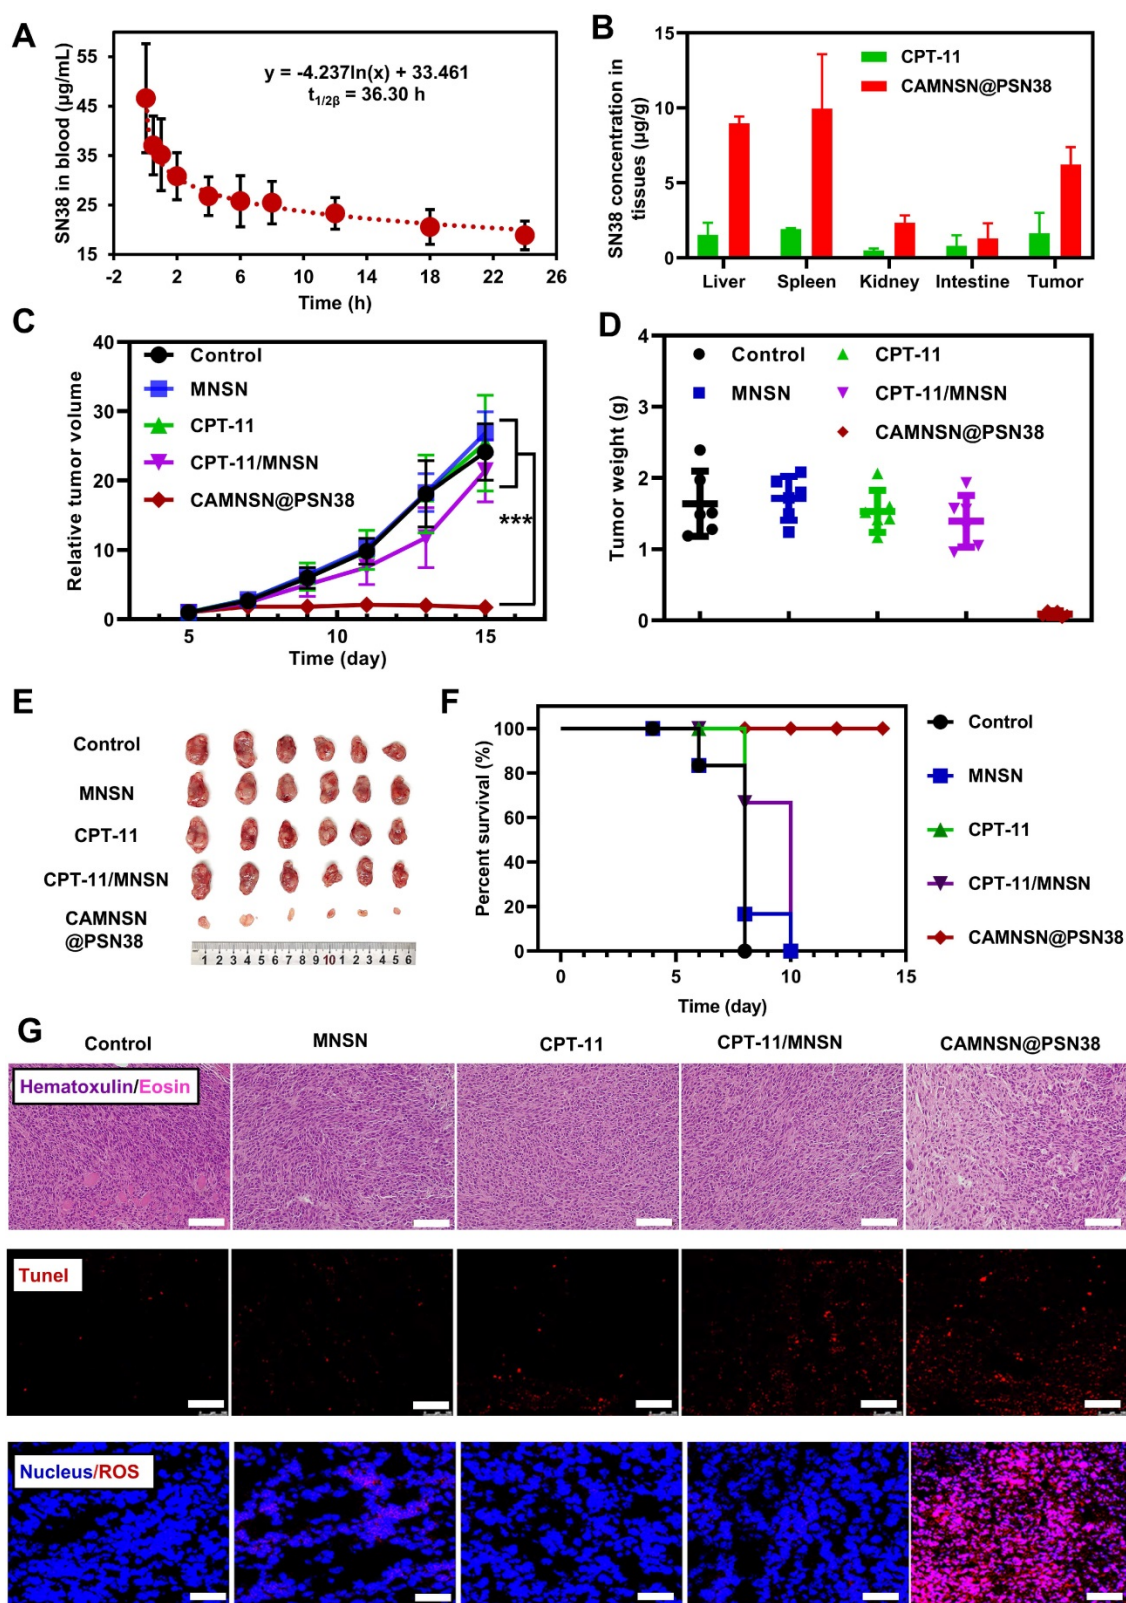 A
SN38 in blood (µg/mL)
55
45
35
25
15
y = -4.237ln(x) + 33.461
t1/2β = 36.30 h
-2 2 6 10 14 18 22 26
Time (h)
B
SN38 concentration in
tissues (µg/g)
15
10
5
0
CPT-11
CAMNSN@PSN38
Liver Spleen Kidney Intestine Tumor
C
Relative tumor volume
40
30
20
10
0
Control
MNSN
CPT-11
CPT-11/MNSN
CAMNSN@PSN38
***
5 10 15
Time (day)
D
Tumor weight (g)
4
3
2
1
0
Control
MNSN
CPT-11
CPT-11/MNSN
CAMNSN@PSN38
E
Control
MNSN
CPT-11
CPT-11/MNSN
CAMNSN
@PSN38
1 2 3 4 5 6 7 8 9 10 1 2 3 4 5 6
F
Percent survival (%)
100
80
60
40
20
0
0 5 10 15
Time (day)
Control
MNSN
CPT-11
CPT-11/MNSN
CAMNSN@PSN38
G
Control MNSN CPT-11 CPT-11/MNSN CAMNSN@PSN38
Hematoxulin/Eosin
Tunel
Nucleus/ROS